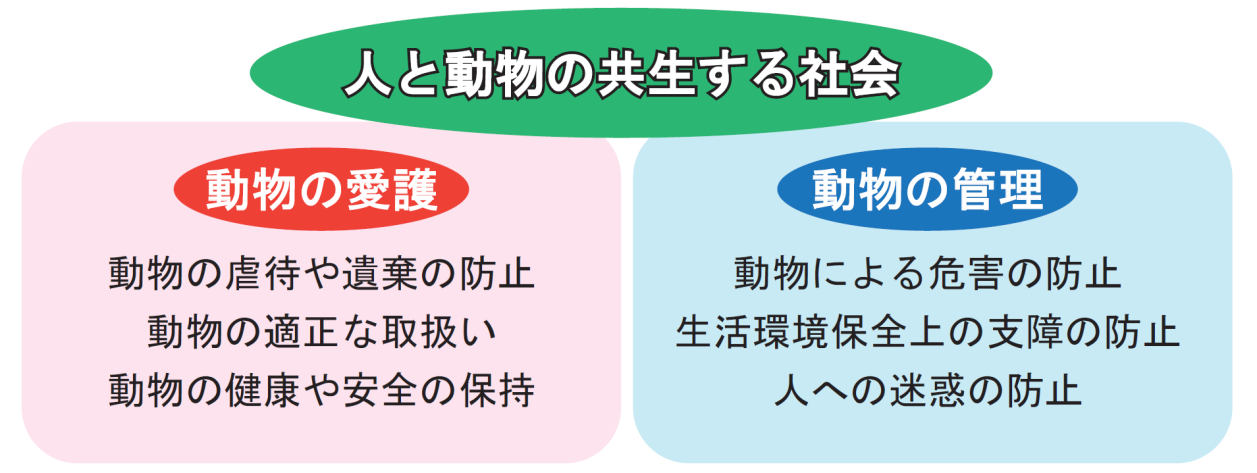 人と動物の共生する社会
動物の愛護
動物の虐待や遺棄の防止
動物の適正な取扱い
動物の健康や安全の保持
動物の管理
動物による危害の防止
生活環境保全上の支障の防止
人への迷惑の防止